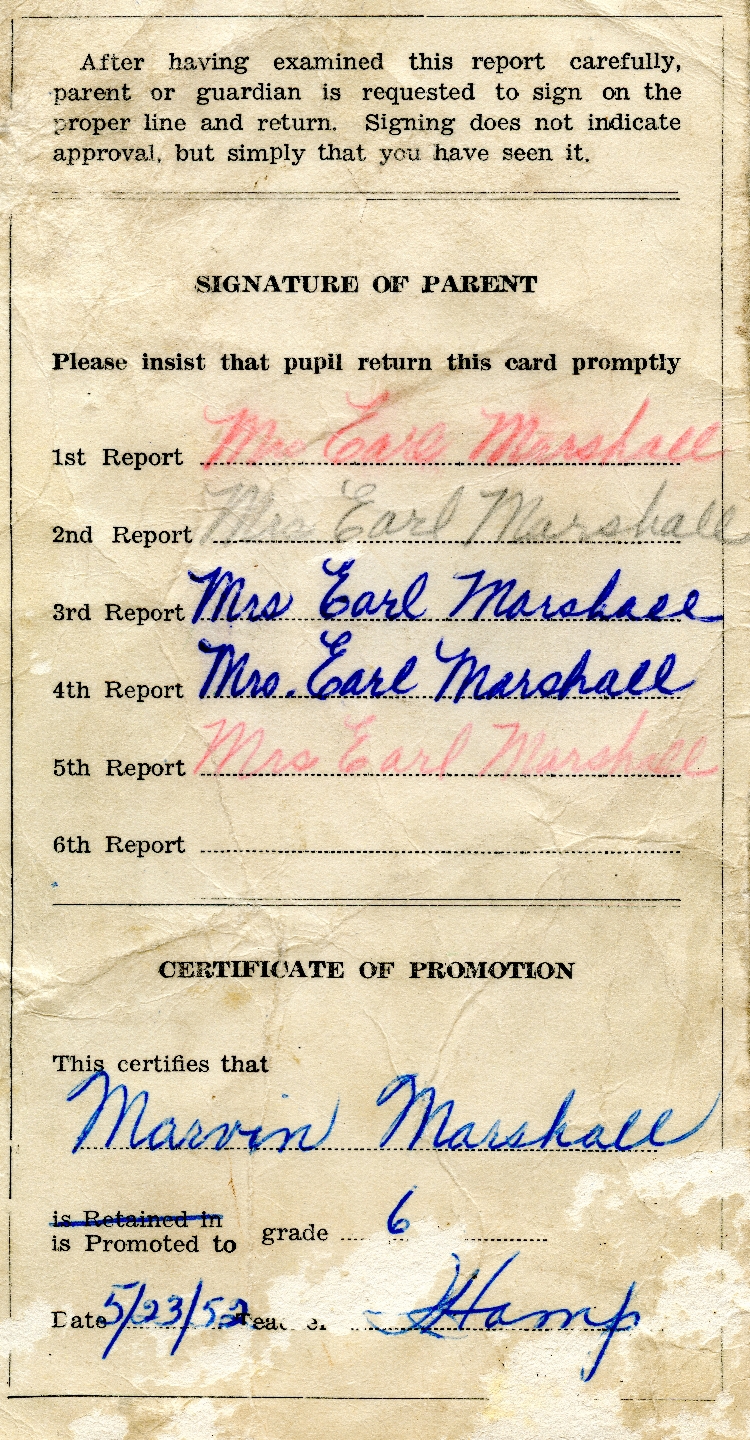 After having examined this report carefully,
parent or guardian is requested to sign on the
proper line and return. Signing does not indicate
approval, but simply that you have seen it.
SIGNATURE OF PARENT
Please insist that pupil return this card promptly
1st Report Mrs Earl Marshall
2nd Report Mrs Earl Marshall
3rd Report Mrs Earl Marshall
4th Report Mrs. Earl Marshall
5th Report Mrs Earl Marshall
6th Report
CERTIFICATE OF PROMOTION
This certifies that
Marvin Marshall
is Retained in
is Promoted to grade 6
Date 5/23/52 Hamp